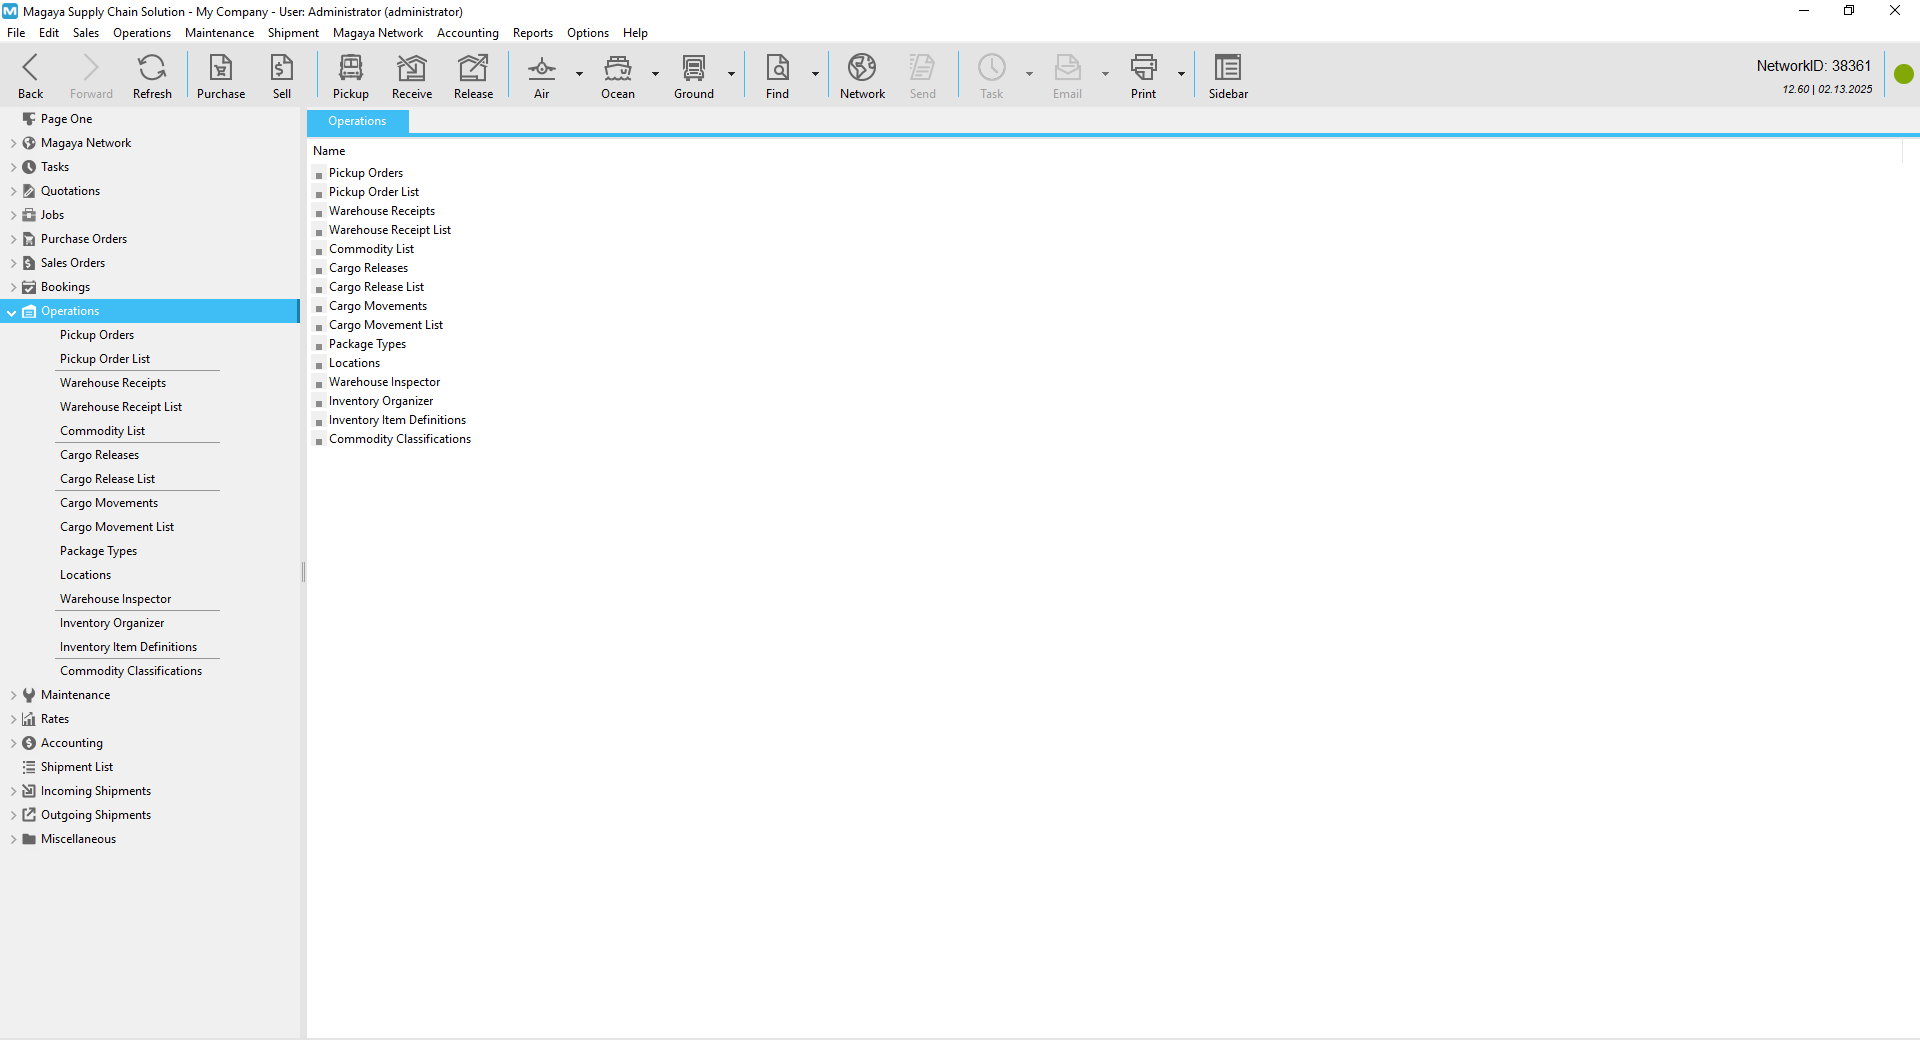 Magaya Supply Chain Solution - My Company - User: Administrator (administrator)
File Edit Sales Operations Maintenance Shipment Magaya Network Accounting Reports Options Help
Back Forward Refresh Purchase Sell Pickup Receive Release Air Ocean Ground Find Network Send Task Email Print Sidebar
NetworkID: 38361
12.60 | 02.13.2025
Page One
Magaya Network
Tasks
Quotations
Jobs
Purchase Orders
Sales Orders
Bookings
Operations
Pickup Orders
Pickup Order List
Warehouse Receipts
Warehouse Receipt List
Commodity List
Cargo Releases
Cargo Release List
Cargo Movements
Cargo Movement List
Package Types
Locations
Warehouse Inspector
Inventory Organizer
Inventory Item Definitions
Commodity Classifications
Maintenance
Rates
Accounting
Shipment List
Incoming Shipments
Outgoing Shipments
Miscellaneous
Operations
Name
Pickup Orders
Pickup Order List
Warehouse Receipts
Warehouse Receipt List
Commodity List
Cargo Releases
Cargo Release List
Cargo Movements
Cargo Movement List
Package Types
Locations
Warehouse Inspector
Inventory Organizer
Inventory Item Definitions
Commodity Classifications